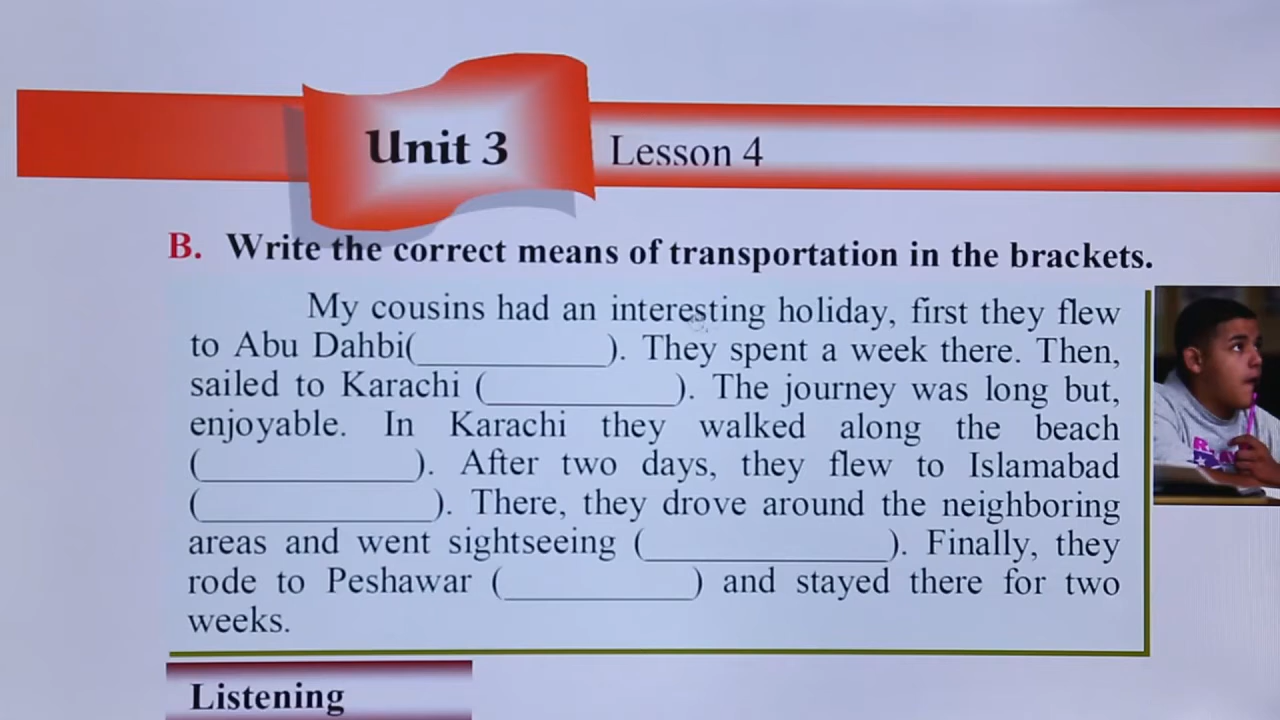 Unit 3
Lesson 4
B. Write the correct means of transportation in the brackets.
My cousins had an interesting holiday, first they flew
to Abu Dahbi(____________). They spent a week there. Then,
sailed to Karachi (____________). The journey was long but,
enjoyable. In Karachi they walked along the beach
(______________). After two days, they flew to Islamabad
(_______________). There, they drove around the neighboring
areas and went sightseeing (________________). Finally, they
rode to Peshawar (____________) and stayed there for two
weeks.
Listening